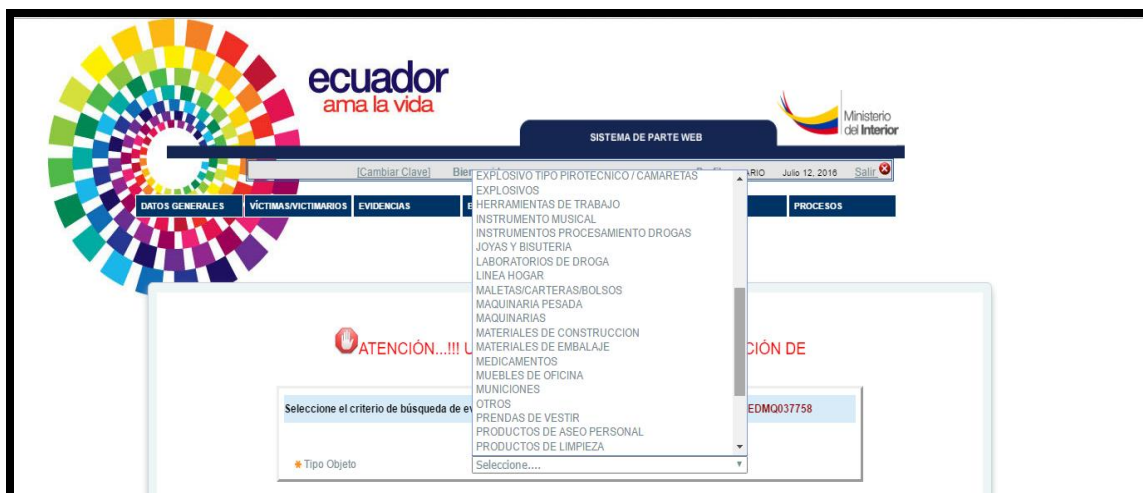 ecuador
ama la vida
Ministerio
del Interior
SISTEMA DE PARTE WEB
[Cambiar Clave]
Julio 12, 2016 Salir
DATOS GENERALES VÍCTIMAS/VICTIMARIOS EVIDENCIAS PROCESOS
EXPLOSIVO TIPO PIROTECNICO / CAMARETAS
EXPLOSIVOS
HERRAMIENTAS DE TRABAJO
INSTRUMENTO MUSICAL
INSTRUMENTOS PROCESAMIENTO DROGAS
JOYAS Y BISUTERIA
LABORATORIOS DE DROGA
LINEA HOGAR
MALETAS/CARTERAS/BOLSOS
MAQUINARIA PESADA
MAQUINARIAS
MATERIALES DE CONSTRUCCION
MATERIALES DE EMBALAJE
MEDICAMENTOS
MUEBLES DE OFICINA
MUNICIONES
OTROS
PRENDAS DE VESTIR
PRODUCTOS DE ASEO PERSONAL
PRODUCTOS DE LIMPIEZA
ATENCIÓN...!!! U CIÓN DE
Seleccione el criterio de búsqueda de ev EDMQ037758
* Tipo Objeto Seleccione....